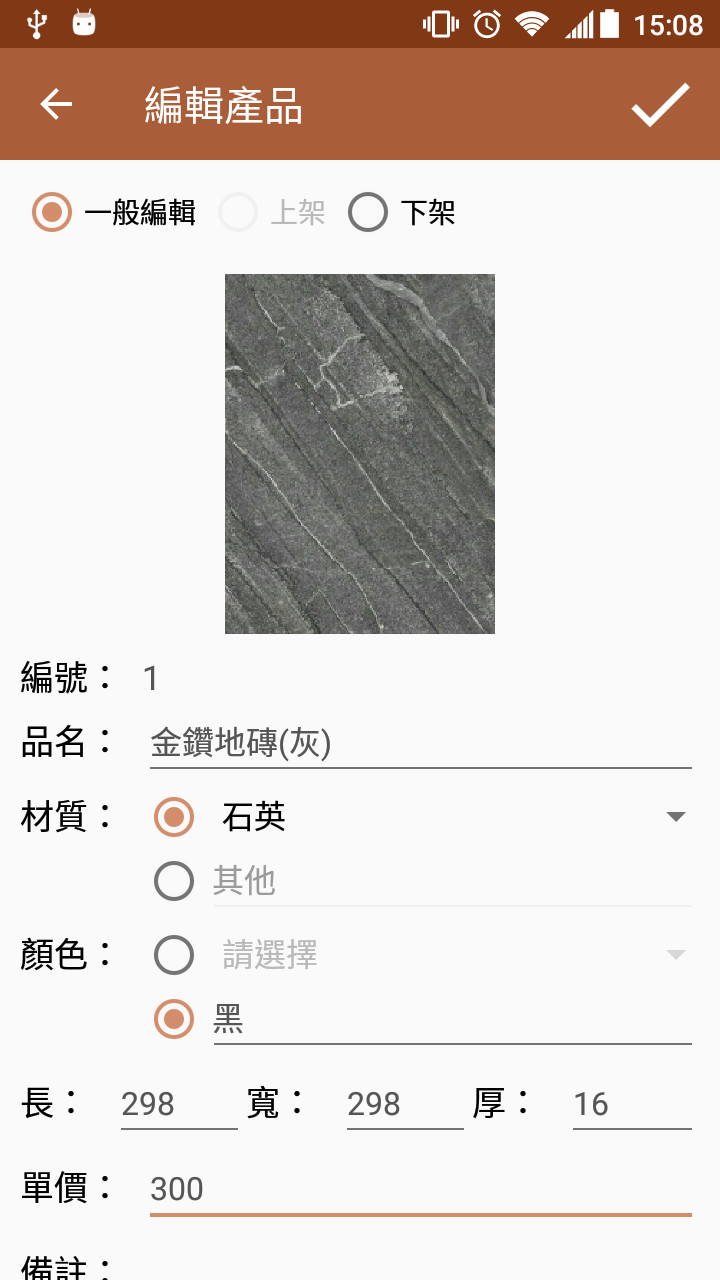 15:08
編輯產品
一般編輯 上架 下架
編號： 1
品名： 金鑽地磚(灰)
材質： 石英
其他
顏色： 請選擇
黑
長： 298 寬： 298 厚： 16
單價： 300
備註：